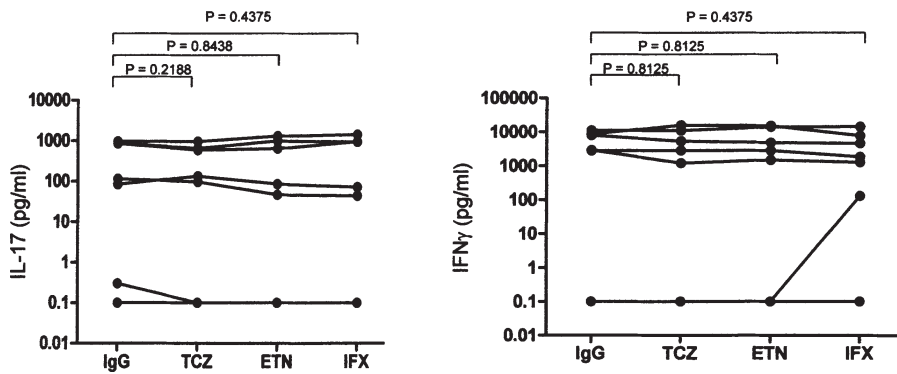 P = 0.4375
P = 0.8438
P = 0.2188
10000
1000
100
10
1
0.1
0.01
IL-17 (pg/ml)
IgG TCZ ETN IFX
P = 0.4375
P = 0.8125
P = 0.8125
100000
10000
1000
100
10
1
0.1
0.01
IFNγ (pg/ml)
IgG TCZ ETN IFX